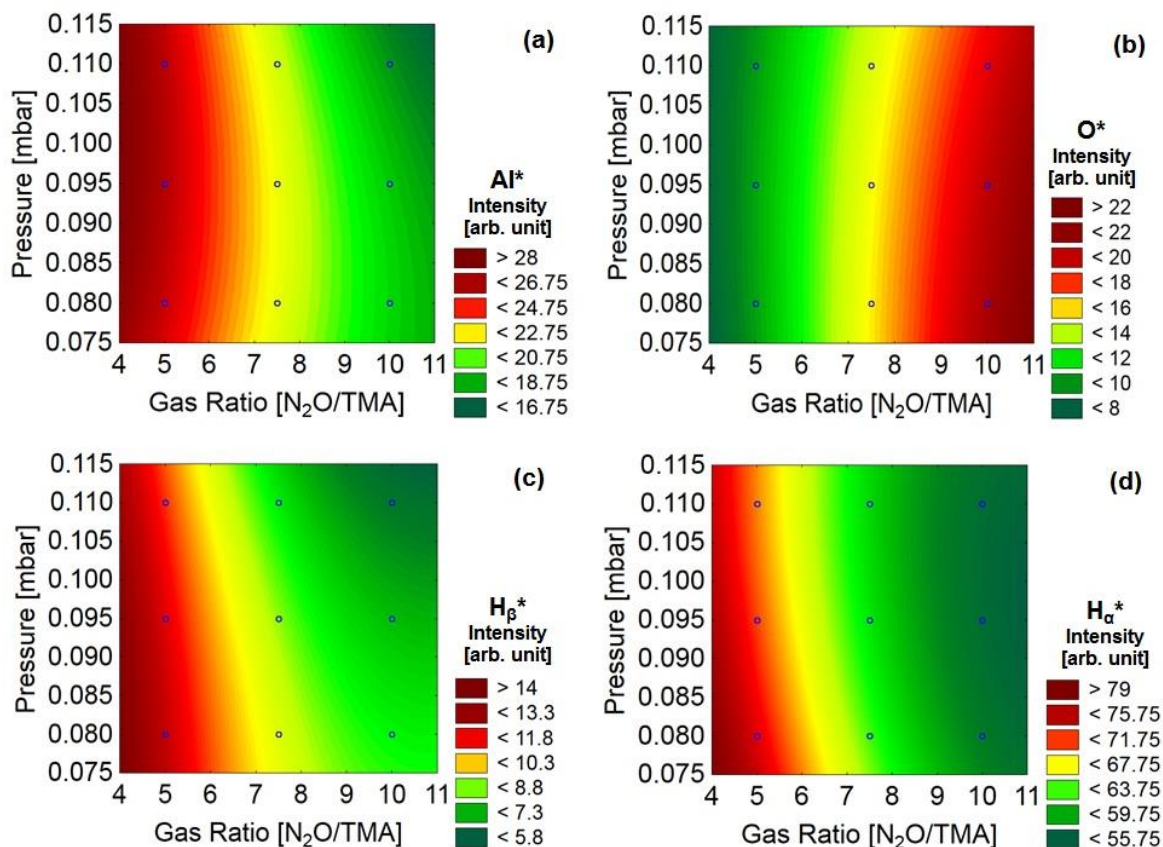 (a)
0.115
0.110
0.105
0.100
0.095
0.090
0.085
0.080
0.075
Pressure [mbar]
4 5 6 7 8 9 10 11
Gas Ratio [N₂O/TMA]
Al*
Intensity
[arb. unit]
> 28
< 26.75
< 24.75
< 22.75
< 20.75
< 18.75
< 16.75
(b)
0.115
0.110
0.105
0.100
0.095
0.090
0.085
0.080
0.075
Pressure [mbar]
4 5 6 7 8 9 10 11
Gas Ratio [N₂O/TMA]
O*
Intensity
[arb. unit]
> 22
< 22
< 20
< 18
< 16
< 14
< 12
< 10
< 8
(c)
0.115
0.110
0.105
0.100
0.095
0.090
0.085
0.080
0.075
Pressure [mbar]
4 5 6 7 8 9 10 11
Gas Ratio [N₂O/TMA]
Hβ*
Intensity
[arb. unit]
> 14
< 13.3
< 11.8
< 10.3
< 8.8
< 7.3
< 5.8
(d)
0.115
0.110
0.105
0.100
0.095
0.090
0.085
0.080
0.075
Pressure [mbar]
4 5 6 7 8 9 10 11
Gas Ratio [N₂O/TMA]
Hα*
Intensity
[arb. unit]
> 79
< 75.75
< 71.75
< 67.75
< 63.75
< 59.75
< 55.75